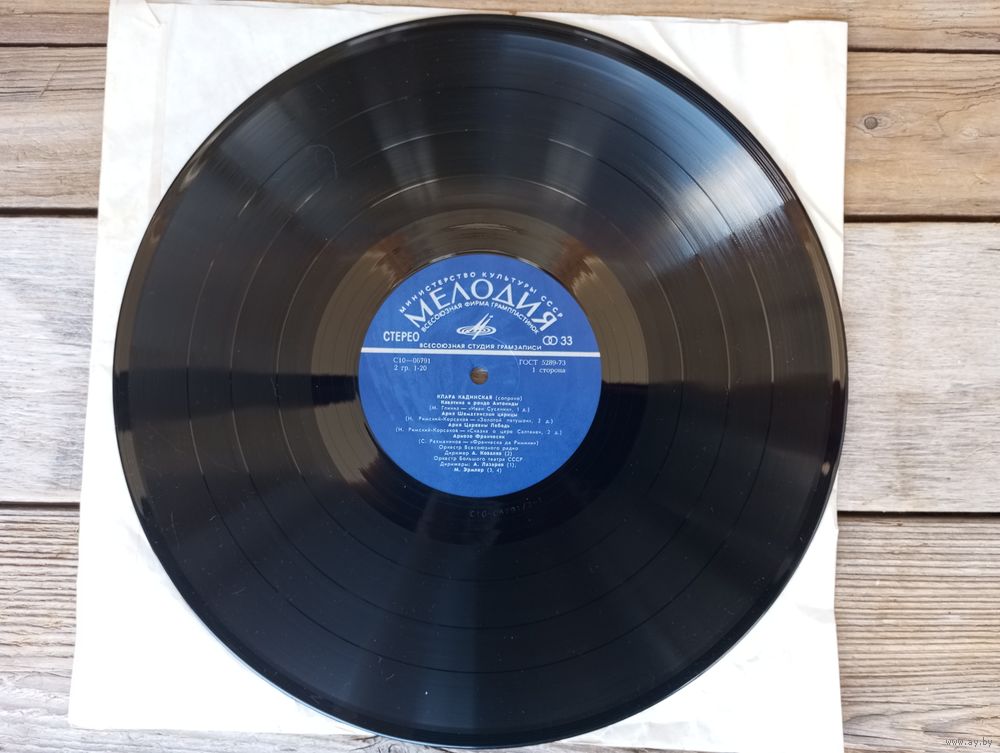 МИНИСТЕРСТВО КУЛЬТУРЫ СССР
МЕЛОДИЯ
ВСЕСОЮЗНАЯ ФИРМА ГРАМПЛАСТИНОК
СТЕРЕО 33
ВСЕСОЮЗНАЯ СТУДИЯ ГРАМЗАПИСИ
С10—06791 ГОСТ 5289-73
2 гр. 1-20 1 сторона
КЛАРА КАДИНСКАЯ (сопрано)
Каватина и рондо Антониды
(М. Глинка — «Иван Сусанин», 1 д.)
Ария Шемаханской царицы
(Н. Римский-Корсаков — «Золотой петушок», 2 д.)
Ария Царевны Лебедь
(Н. Римский-Корсаков — «Сказка о царе Салтане», 2 д.)
Ариозо Франчески
(С. Рахманинов — «Франческа да Римини»)
Оркестр Всесоюзного радио
Дирижер А. Ковалев (2)
Оркестр Большого театра СССР
Дирижеры: А. Лазарев (1);
М. Эрмлер (3, 4)
www.ay.by